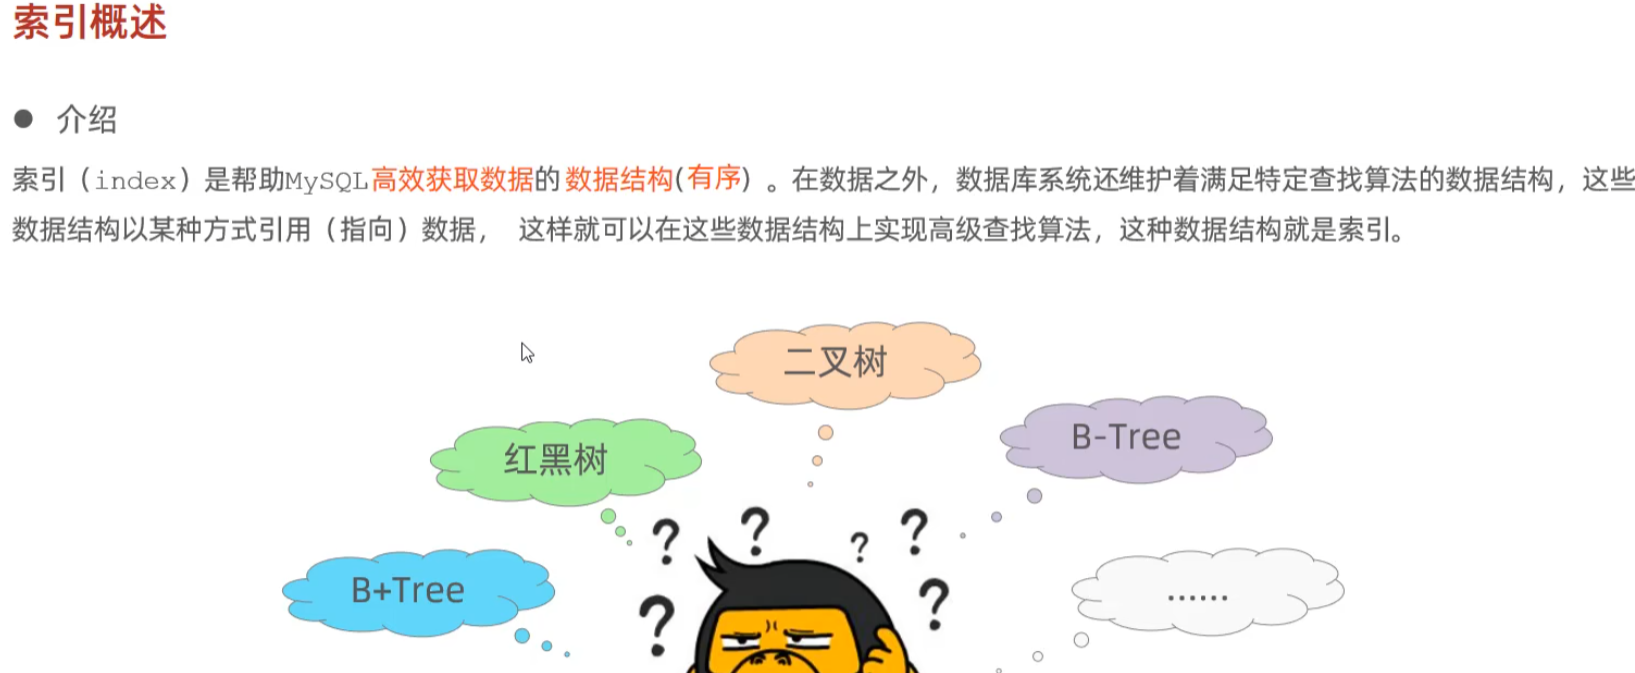 索引概述
介绍
索引（index）是帮助MySQL高效获取数据的数据结构(有序)。在数据之外，数据库系统还维护着满足特定查找算法的数据结构，这些
数据结构以某种方式引用（指向）数据， 这样就可以在这些数据结构上实现高级查找算法，这种数据结构就是索引。
二叉树
B-Tree
红黑树
? ? ? ?
B+Tree
? ?
......